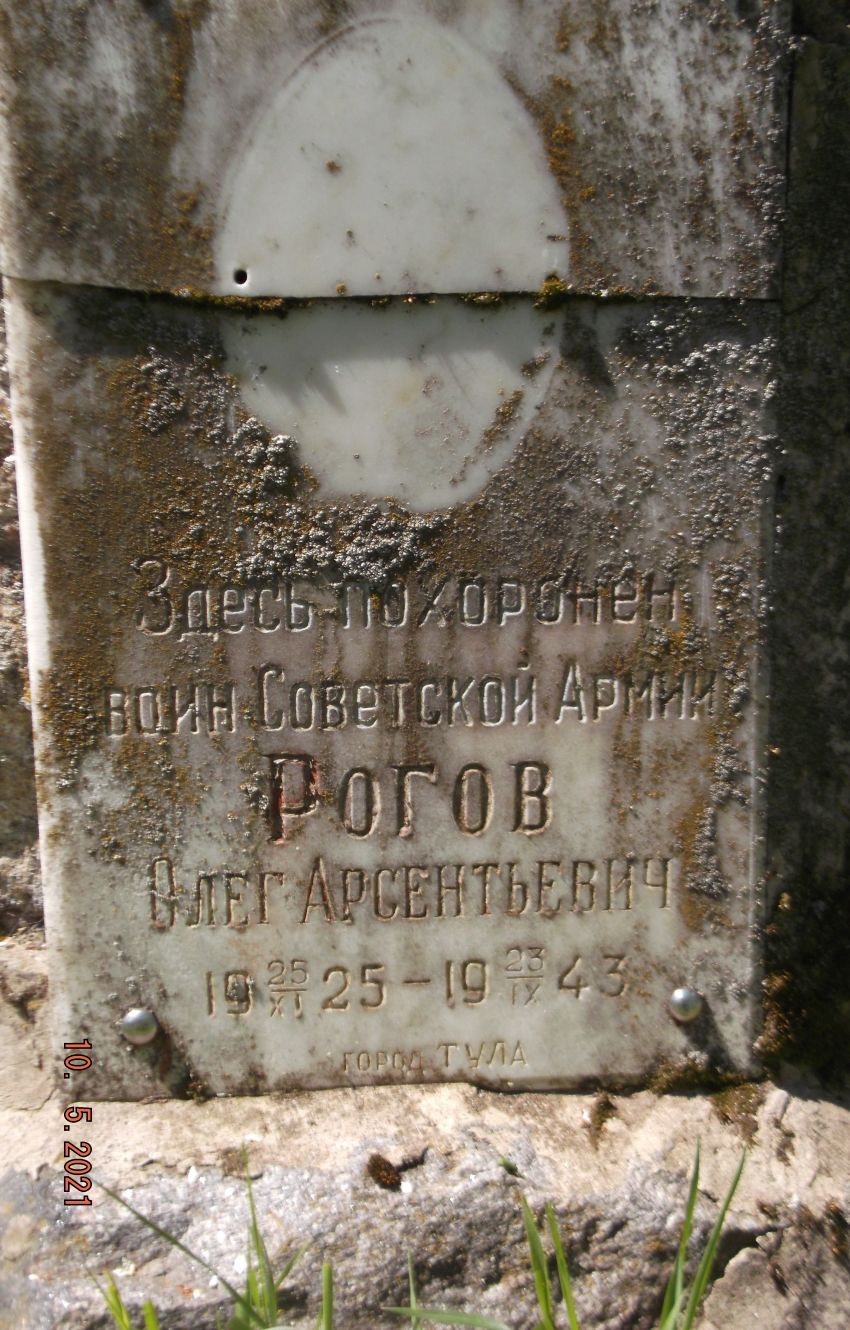 Здесь похоронен
воин Советской Армии
РОГОВ
ОЛЕГ АРСЕНТЬЕВИЧ
19 25/XI 25 – 19 23/IX 43
ГОРОД ТУЛА
10. 5. 2021